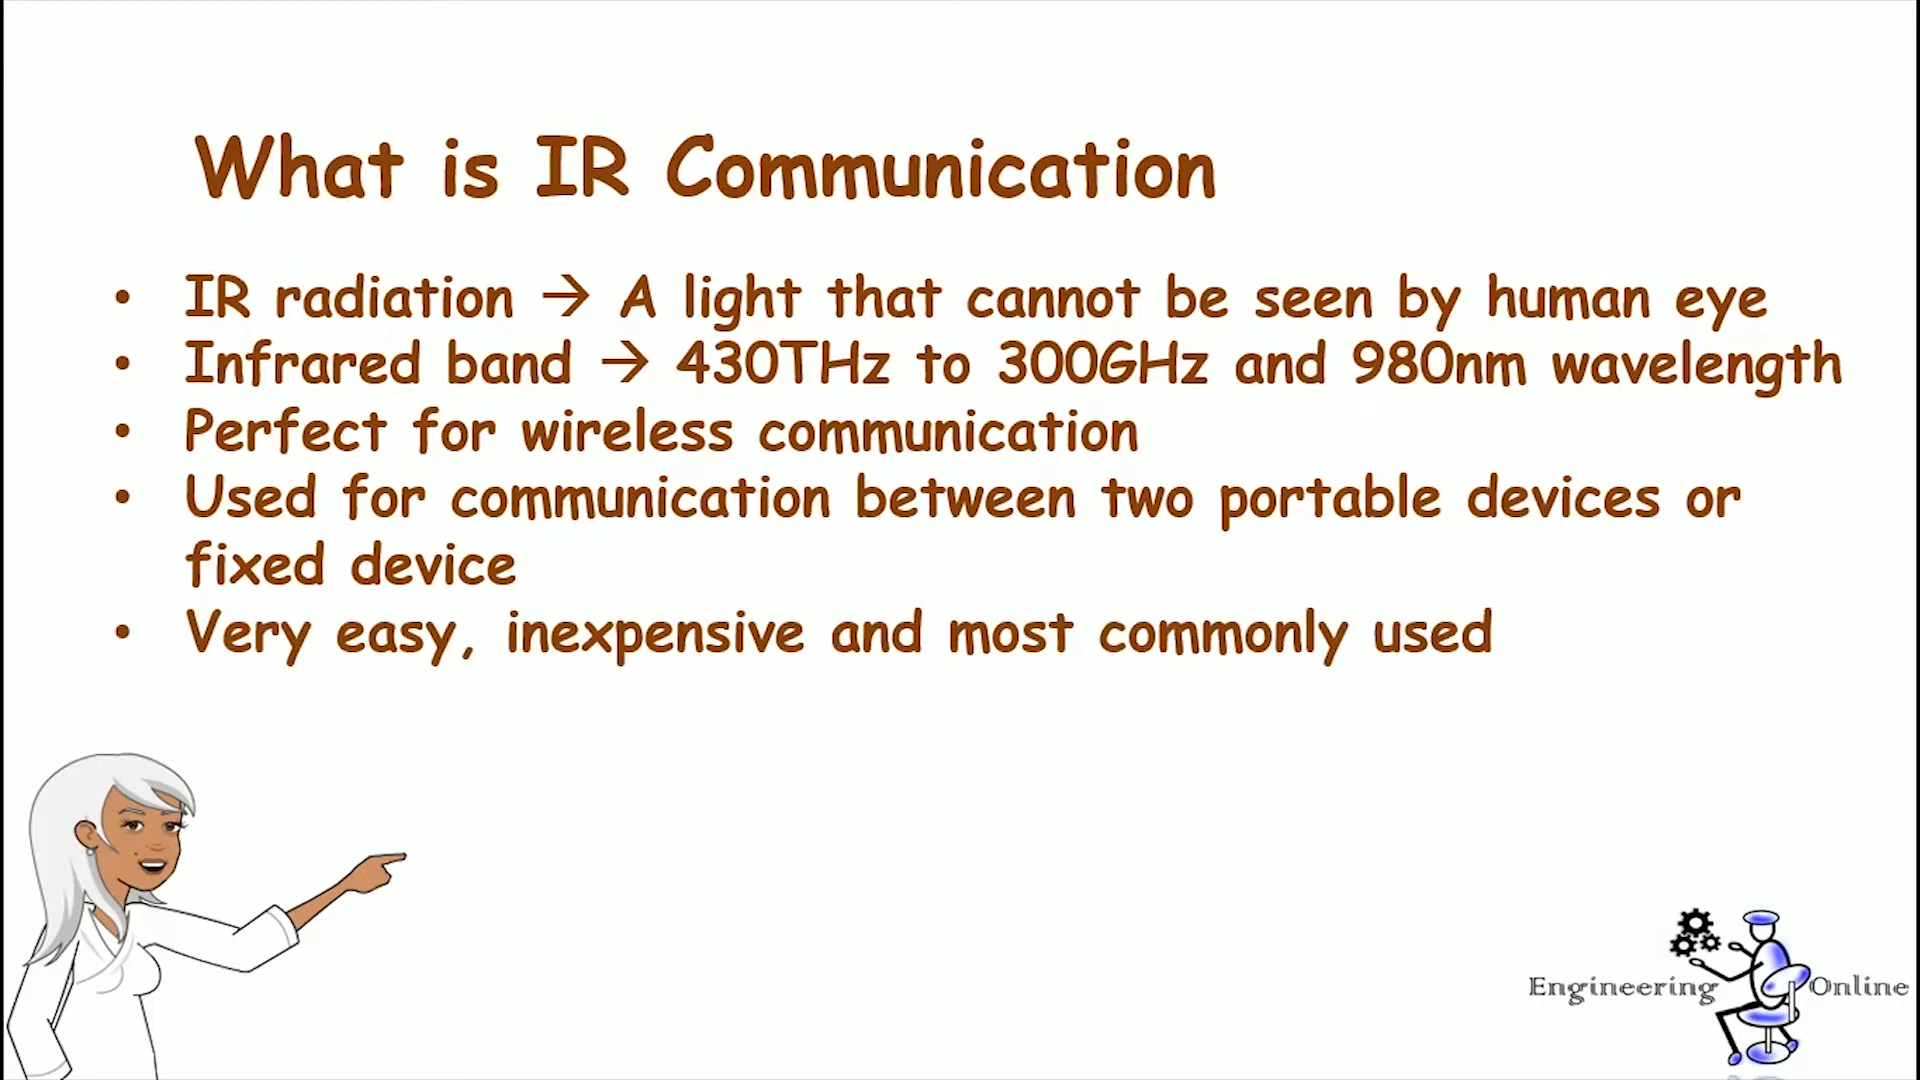 What is IR Communication
• IR radiation → A light that cannot be seen by human eye
• Infrared band → 430THz to 300GHz and 980nm wavelength
• Perfect for wireless communication
• Used for communication between two portable devices or
fixed device
• Very easy, inexpensive and most commonly used
Engineering Online